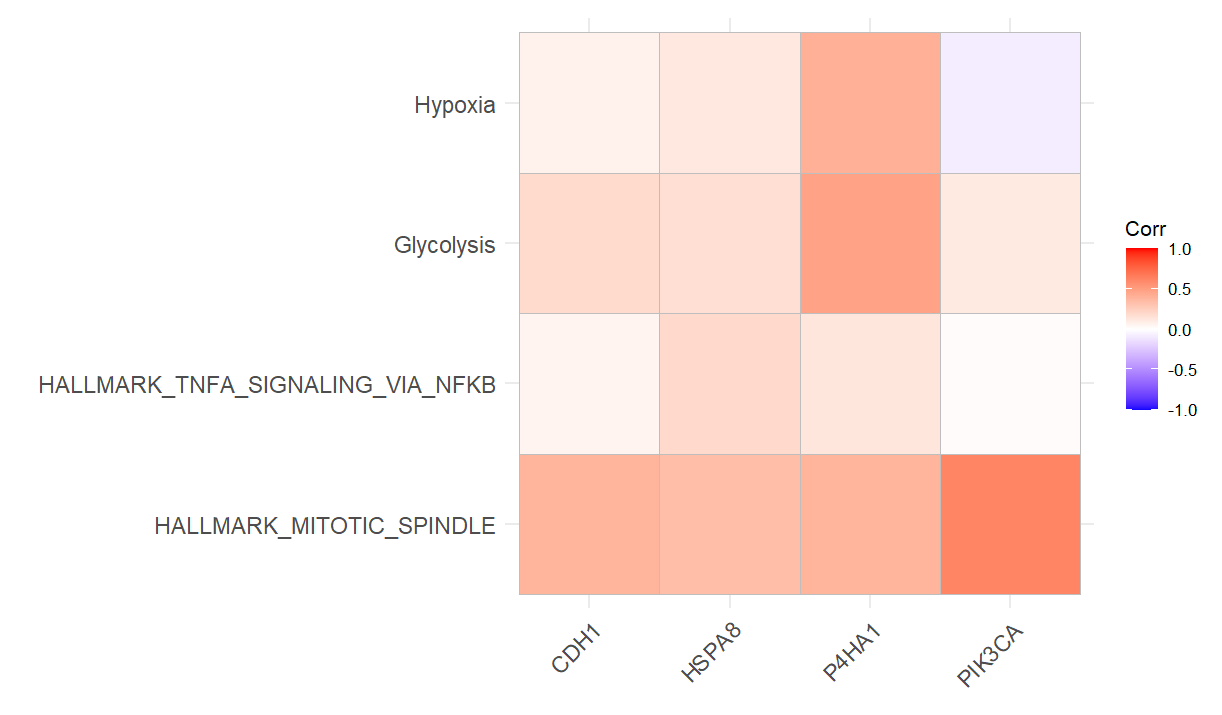 Hypoxia
Glycolysis
HALLMARK_TNFA_SIGNALING_VIA_NFKB
HALLMARK_MITOTIC_SPINDLE
CDH1
HSPA8
P4HA1
PIK3CA
Corr
1.0
0.5
0.0
-0.5
-1.0